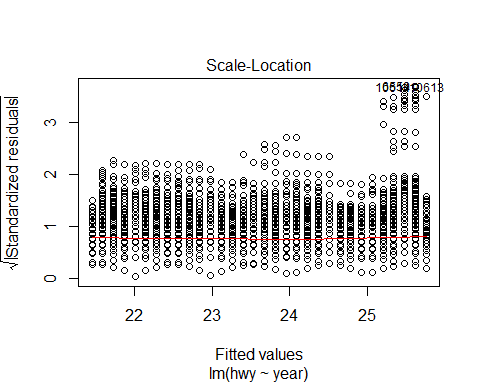 Scale-Location
√|Standardized residuals|
0
1
2
3
22
23
24
25
Fitted values
lm(hwy ~ year)